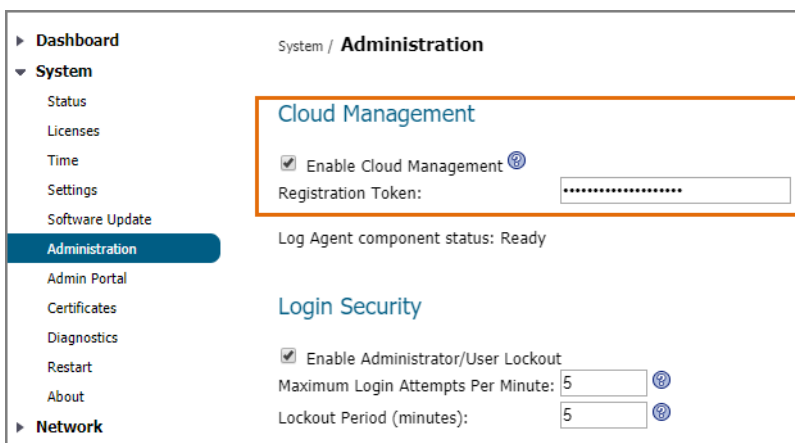 Dashboard
System
Status
Licenses
Time
Settings
Software Update
Administration
Admin Portal
Certificates
Diagnostics
Restart
About
Network
System / Administration
Cloud Management
Enable Cloud Management ?
Registration Token: ••••••••••••••••••••
Log Agent component status: Ready
Login Security
Enable Administrator/User Lockout
Maximum Login Attempts Per Minute: 5 ?
Lockout Period (minutes): 5 ?